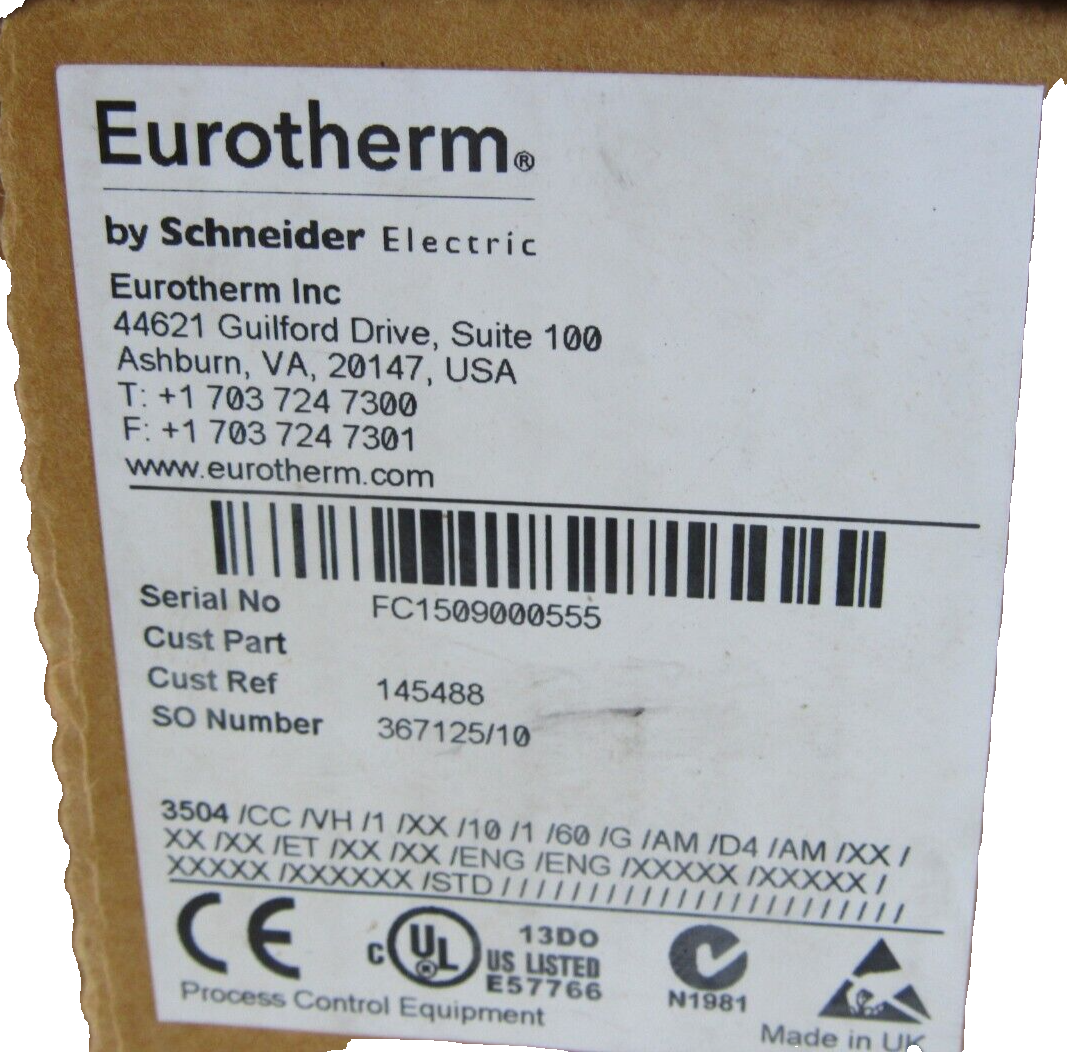 Eurotherm®
by Schneider Electric
Eurotherm Inc
44621 Guilford Drive, Suite 100
Ashburn, VA, 20147, USA
T: +1 703 724 7300
F: +1 703 724 7301
www.eurotherm.com
Serial No FC1509000555
Cust Part
Cust Ref 145488
SO Number 367125/10
3504 /CC /VH /1 /XX /10 /1 /60 /G /AM /D4 /AM /XX /
XX /XX /ET /XX /XX /ENG /ENG /XXXXX /XXXXX /
XXXXX /XXXXXX /STD / / / / / / / / / / / / / / / / / / / / / / /
CE
C UL US LISTED 13DO
E57766
N1981
Process Control Equipment
Made in UK